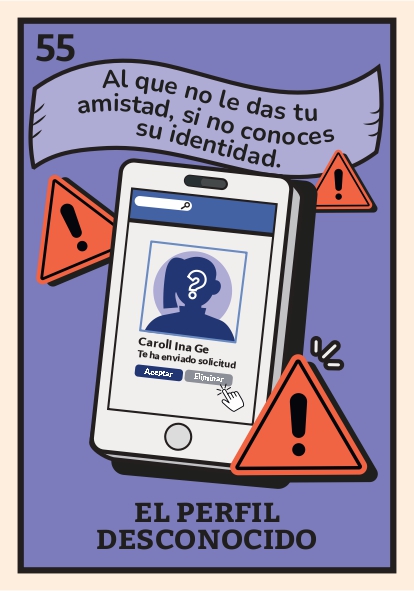 55
Al que no le das tu
amistad, si no conoces
su identidad.
?
Caroll Ina Ge
Te ha enviado solicitud
Aceptar Eliminar
!
!
!
EL PERFIL
DESCONOCIDO